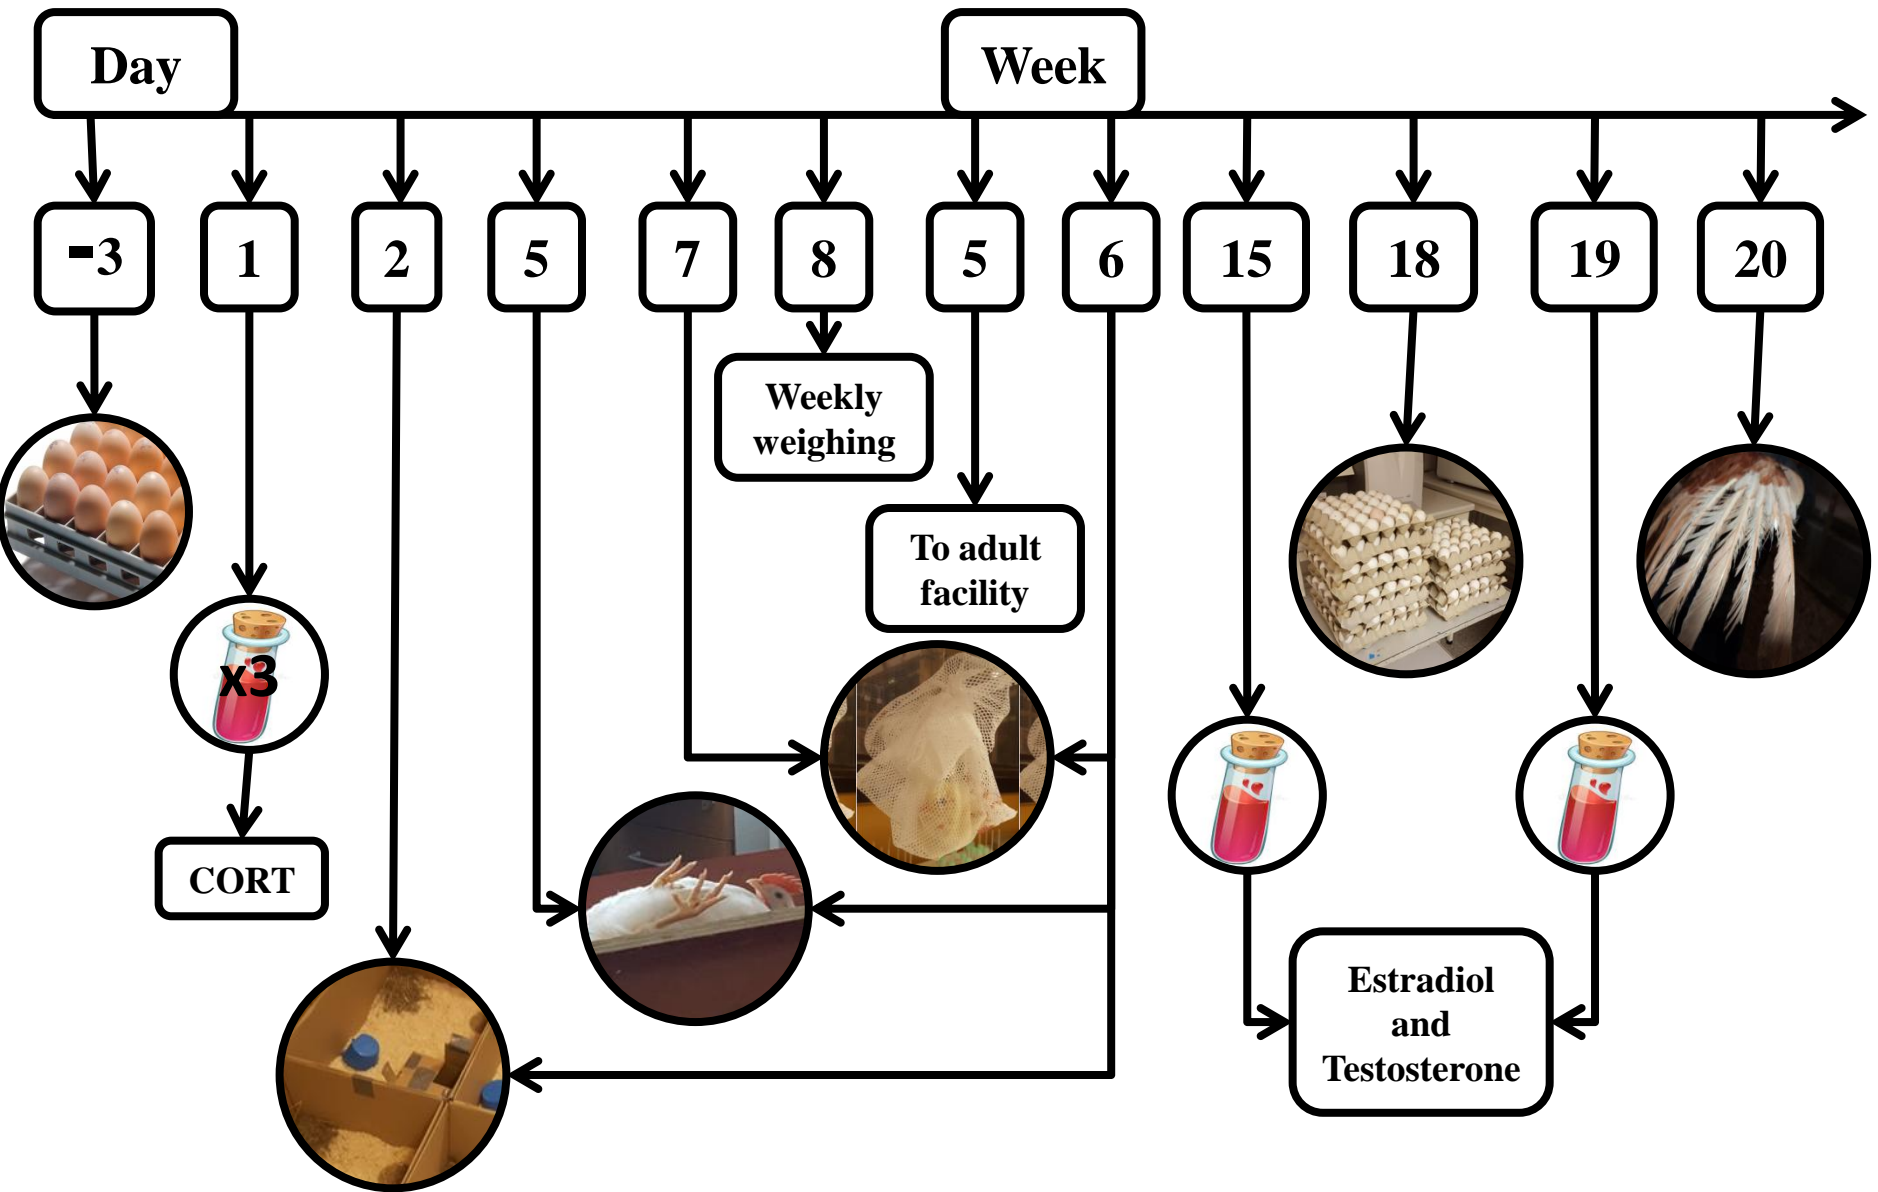 Day
Week
-3
1
2
5
7
8
5
6
15
18
19
20
Weekly
weighing
To adult
facility
x3
CORT
Estradiol
and
Testosterone